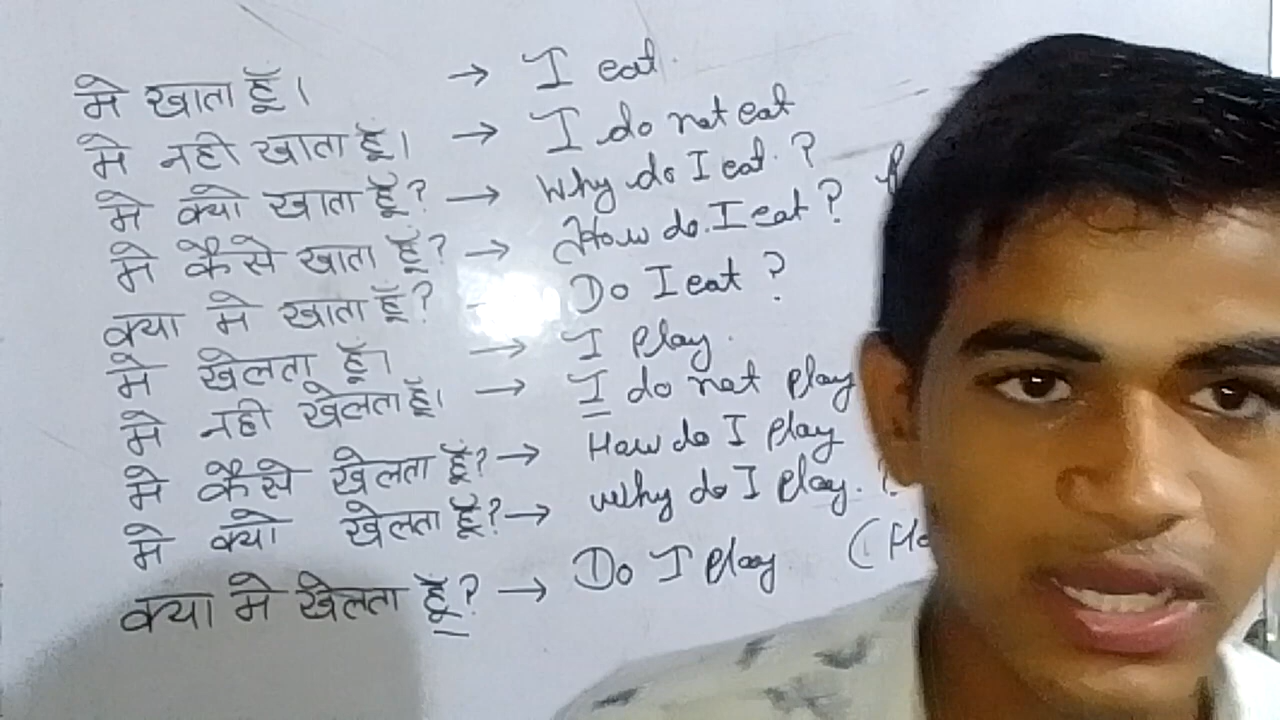 मे खाता हूँ। → I eat.
मे नही खाता हूँ। → I do not eat
मे क्यो खाता हूँ? → Why do I eat. ?
मे कैसे खाता हूँ? → How do. I eat ?
क्या मे खाता हूँ? Do I eat ?
मे खेलता हूँ। → I Play.
मे नही खेलता हूँ। → I do not play
मे कैसे खेलता हूँ? → How do I play
मे क्यो खेलता हूँ? → Why do I Play. ?
क्या मे खेलता हूँ? → Do I play